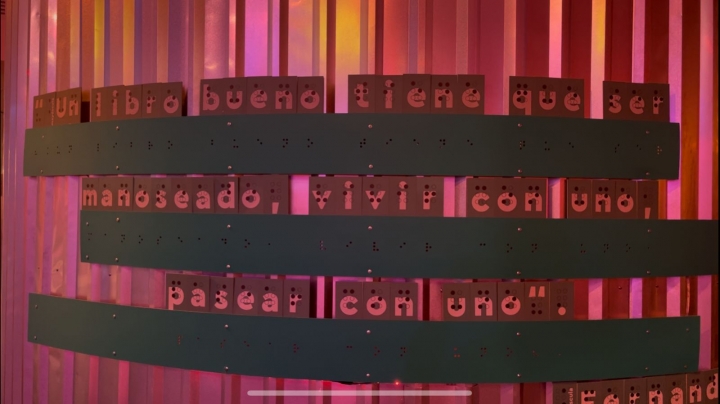 "un libro bueno tiene que ser
manoseado, vivir con uno,
pasear con uno".